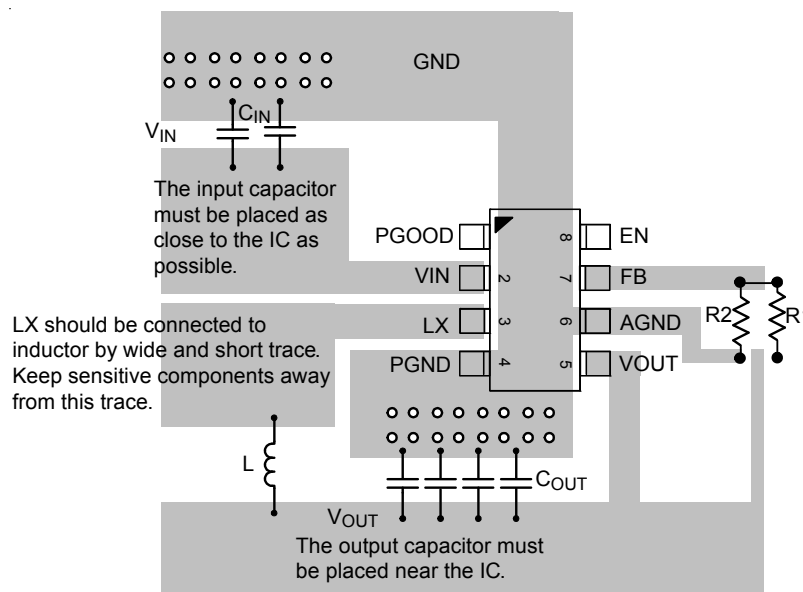 GND
CIN
VIN
The input capacitor
must be placed as
close to the IC as
possible.
PGOOD
8
EN
VIN
2
7
FB
LX should be connected to
inductor by wide and short trace.
Keep sensitive components away
from this trace.
LX
3
6
AGND
R2
R1
PGND
4
5
VOUT
L
COUT
VOUT
The output capacitor must
be placed near the IC.